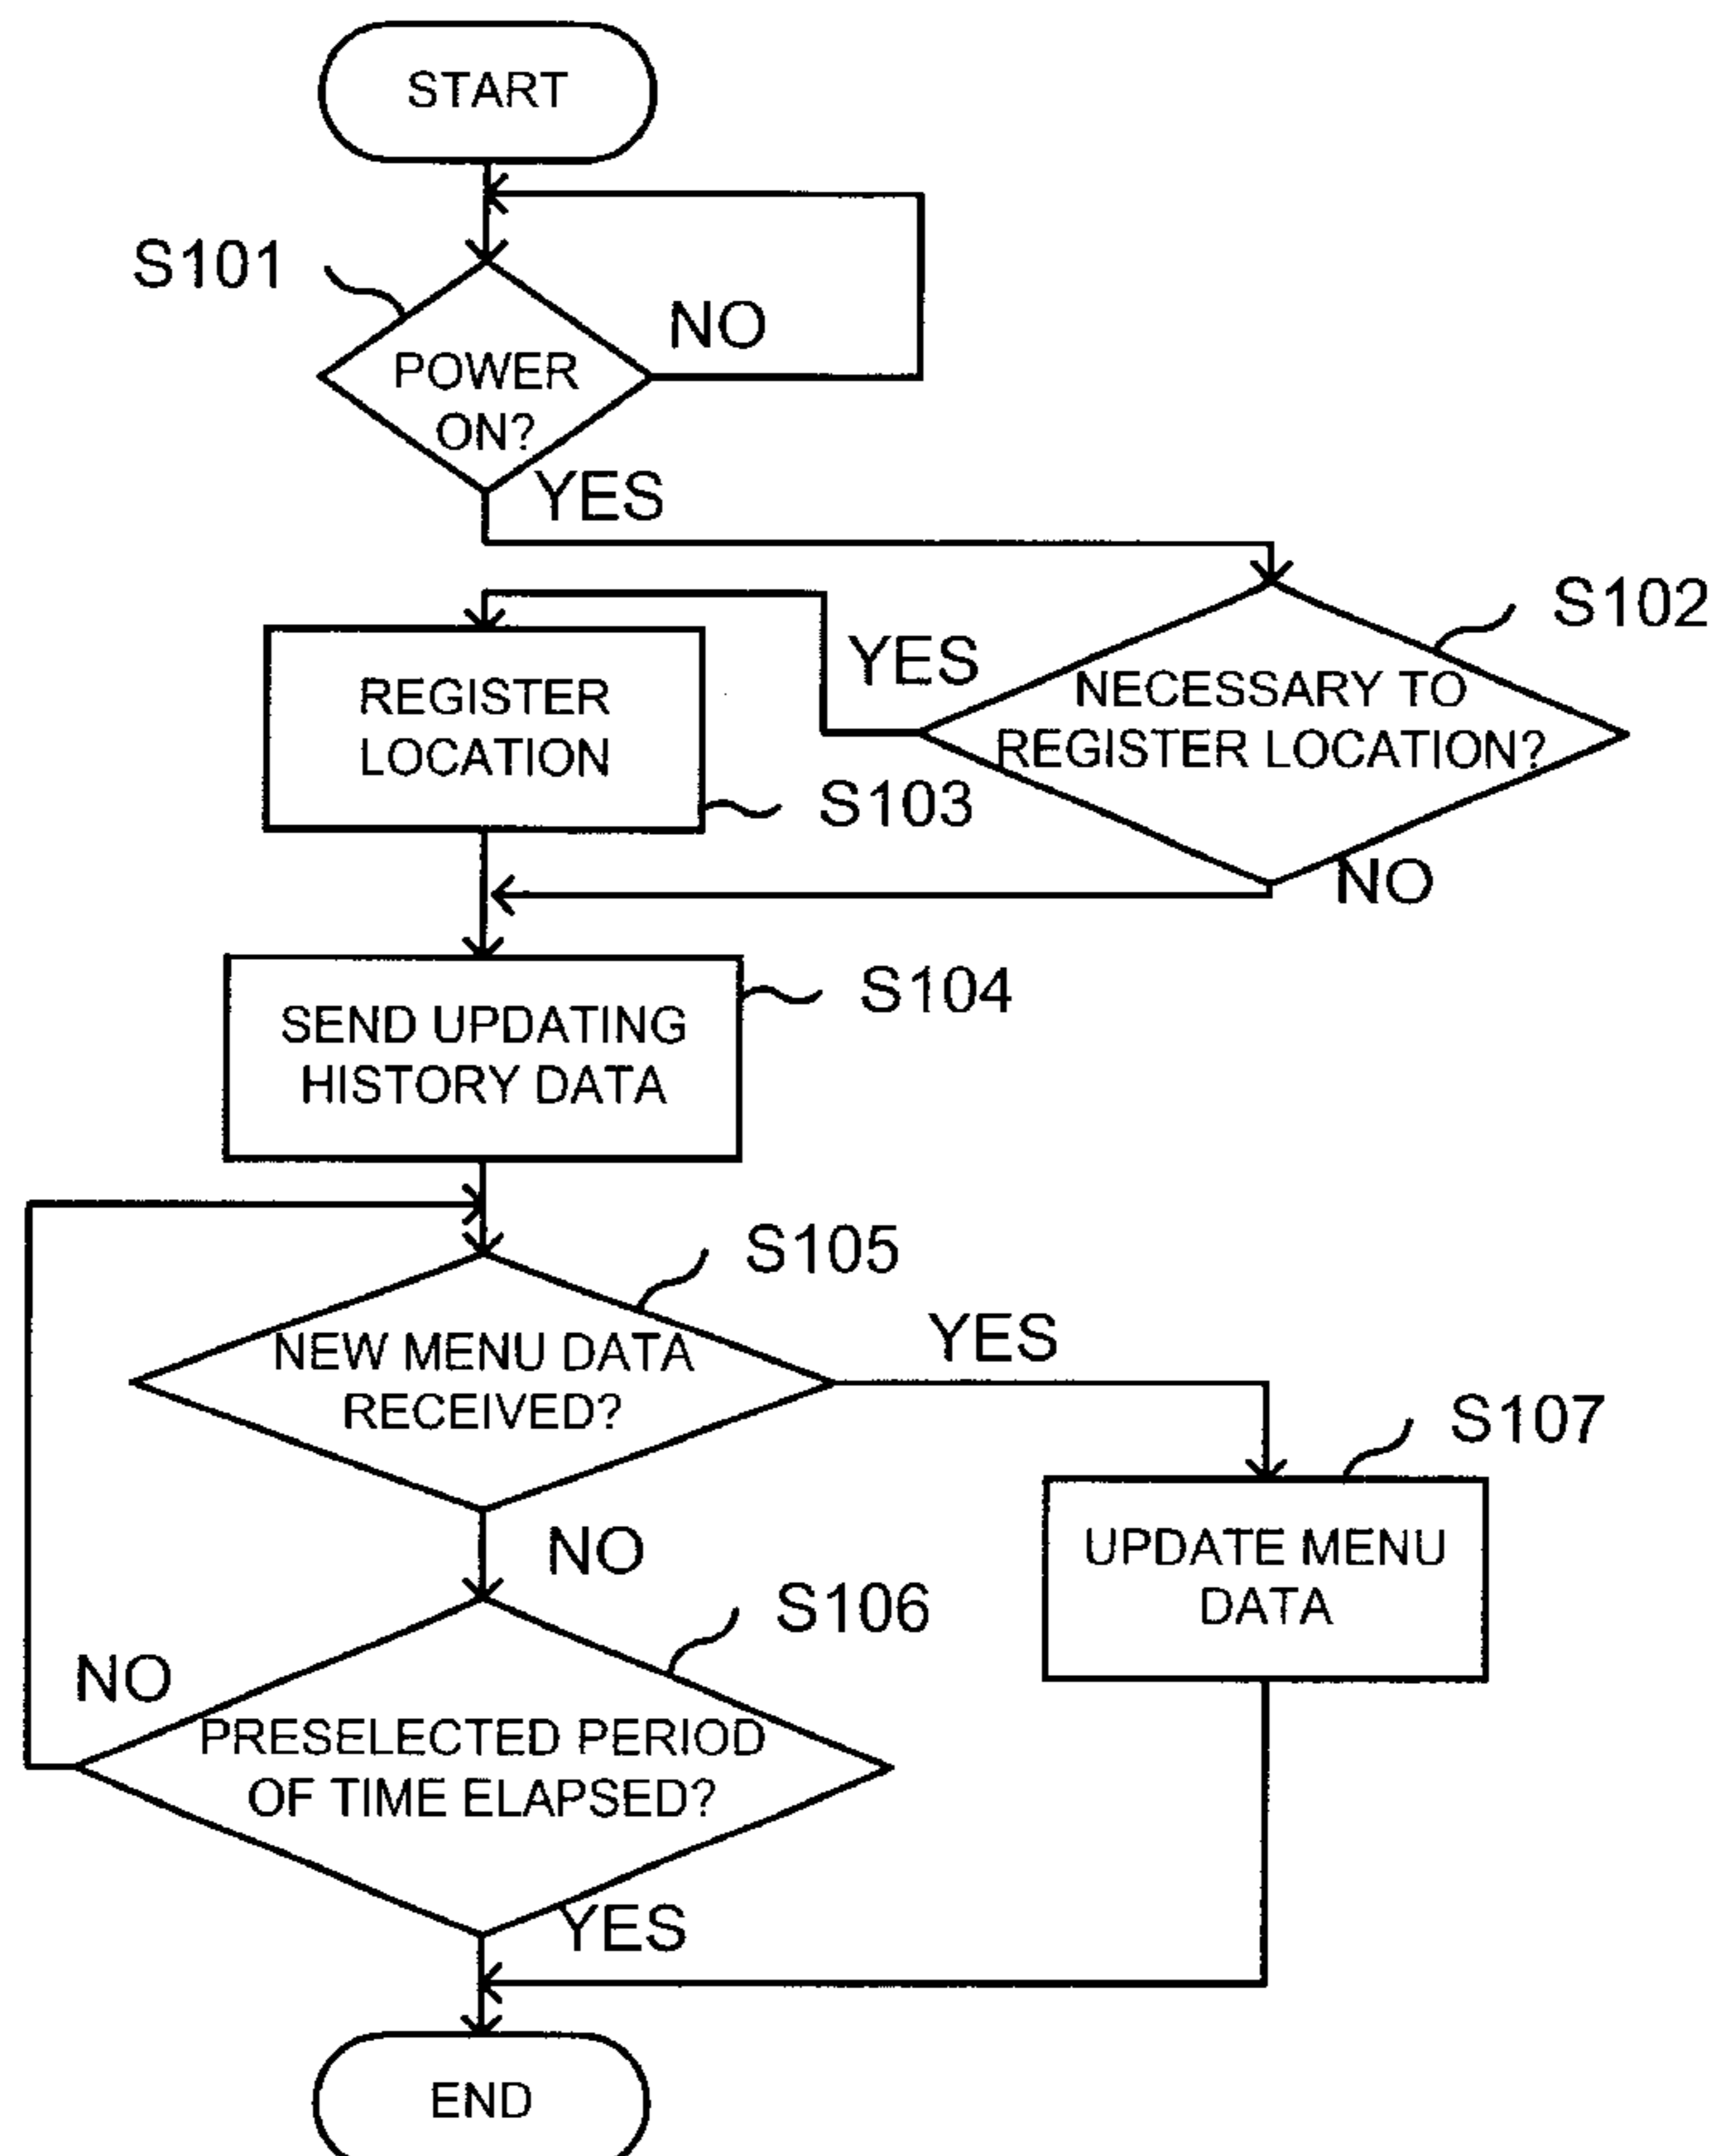 START
S101
NO
POWER
ON?
YES
S102
YES
NECESSARY TO
REGISTER LOCATION?
REGISTER
LOCATION
S103
NO
S104
SEND UPDATING
HISTORY DATA
S105
YES
NEW MENU DATA
RECEIVED?
S107
NO
UPDATE MENU
DATA
S106
NO
PRESELECTED PERIOD
OF TIME ELAPSED?
YES
END